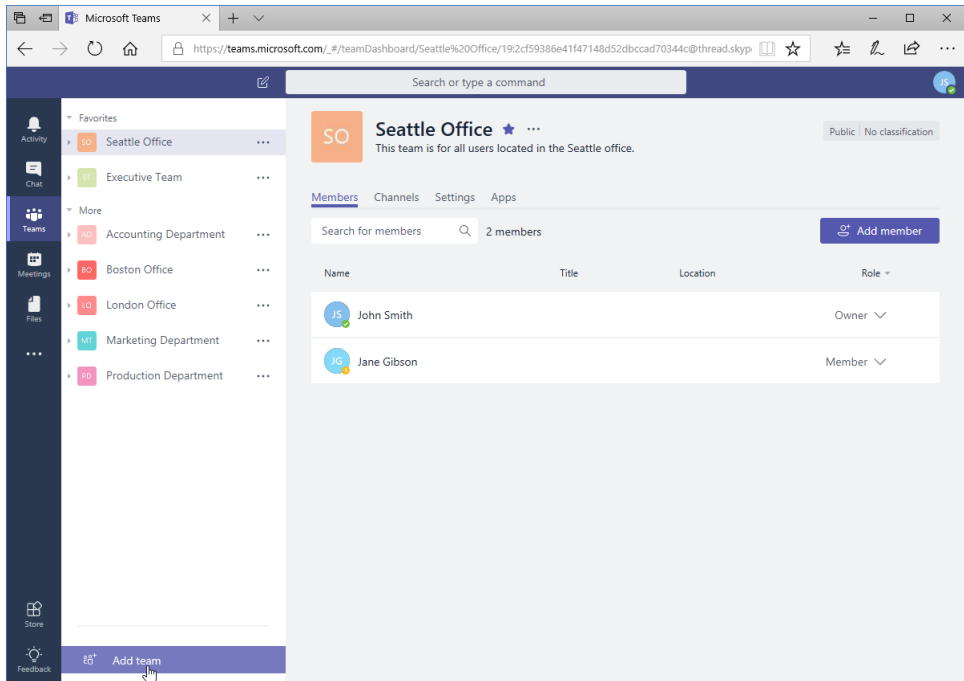 Microsoft Teams
https://teams.microsoft.com/_#/teamDashboard/Seattle%20Office/19:2cf59386e41f47148d52dbccad70344c@thread.skyp
Search or type a command
JS
Activity
Chat
Teams
Meetings
Files
Store
Feedback
Favorites
SO Seattle Office
ET Executive Team
More
AD Accounting Department
BO Boston Office
LO London Office
MT Marketing Department
PD Production Department
Add team
SO
Seattle Office
This team is for all users located in the Seattle office.
Public No classification
Members Channels Settings Apps
Search for members 2 members Add member
Name Title Location Role
JS John Smith Owner
JG Jane Gibson Member